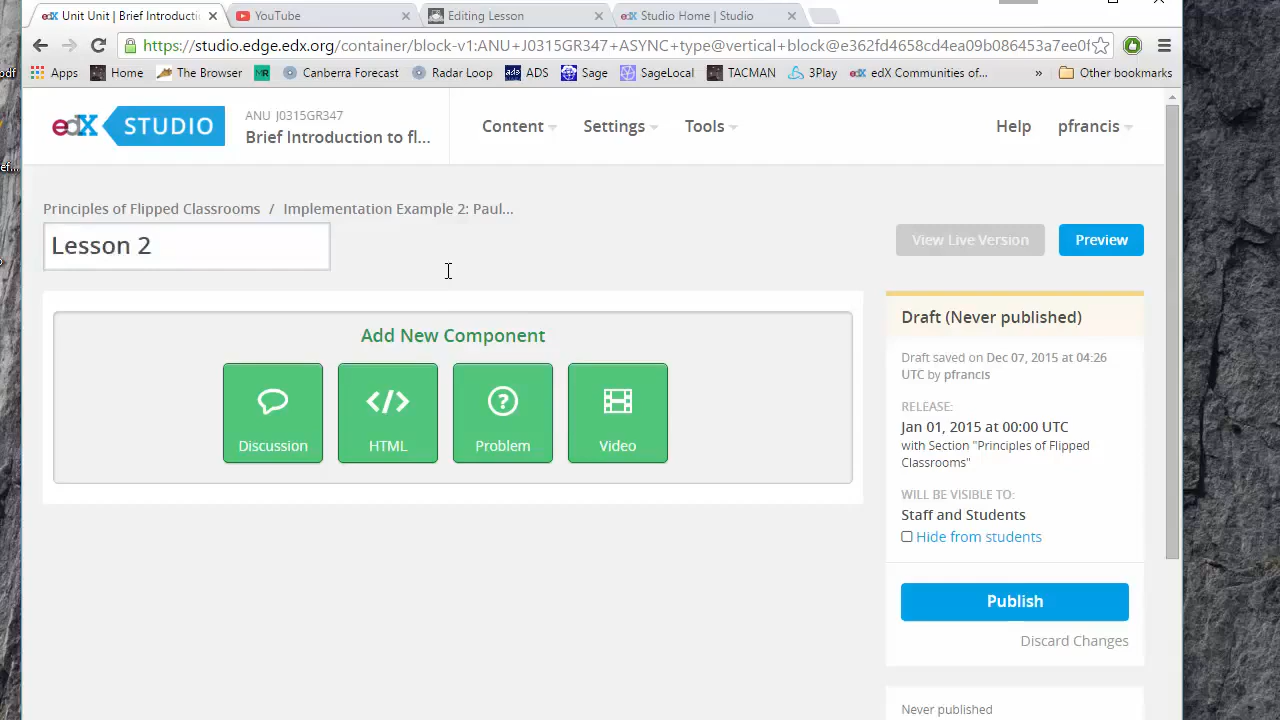 Unit Unit | Brief Introducti
YouTube
Editing Lesson
Studio Home | Studio
https://studio.edge.edx.org/container/block-v1:ANU+J0315GR347+ASYNC+type@vertical+block@e362fd4658cd4ea09b086453a7ee0f
Apps
Home
The Browser
MR
Canberra Forecast
Radar Loop
ads
ADS
Sage
SageLocal
TACMAN
3Play
edX Communities of...
»
Other bookmarks
pdf
ef...
edX STUDIO
ANU J0315GR347
Brief Introduction to fl...
Content
Settings
Tools
Help
pfrancis
Principles of Flipped Classrooms / Implementation Example 2: Paul...
Lesson 2
View Live Version
Preview
Add New Component
Discussion
HTML
Problem
Video
Draft (Never published)
Draft saved on Dec 07, 2015 at 04:26
UTC by pfrancis
RELEASE:
Jan 01, 2015 at 00:00 UTC
with Section "Principles of Flipped
Classrooms"
WILL BE VISIBLE TO:
Staff and Students
Hide from students
Publish
Discard Changes
Never published